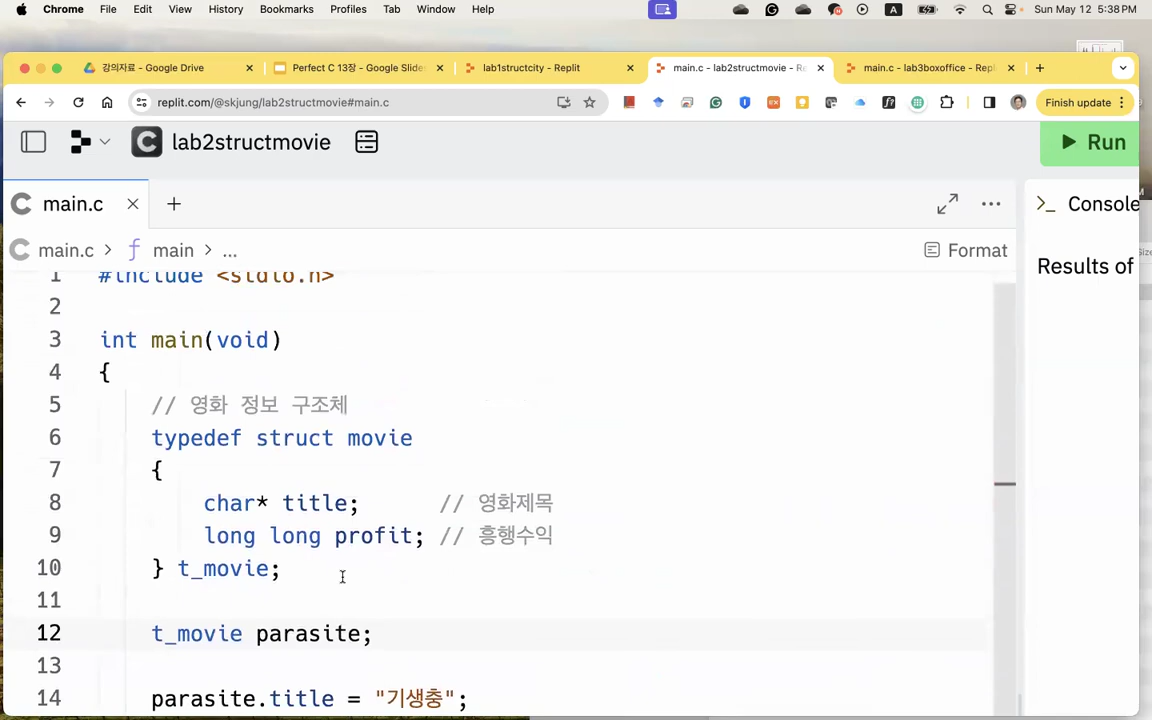 Chrome File Edit View History Bookmarks Profiles Tab Window Help A Sun May 12 5:38 PM
강의자료 - Google Drive Perfect C 13장 - Google Slides lab1structcity - Replit main.c - lab2structmovie - Re main.c - lab3boxoffice - Repl
replit.com/@skjung/lab2structmovie#main.c Finish update
C lab2structmovie Run
main.c
Console
main.c > main > ... Format
Results of
1 #include <stdio.h>
2
3 int main(void)
4 {
5 // 영화 정보 구조체
6 typedef struct movie
7 {
8 char* title; // 영화제목
9 long long profit; // 흥행수익
10 } t_movie;
11
12 t_movie parasite;
13
14 parasite.title = "기생충";